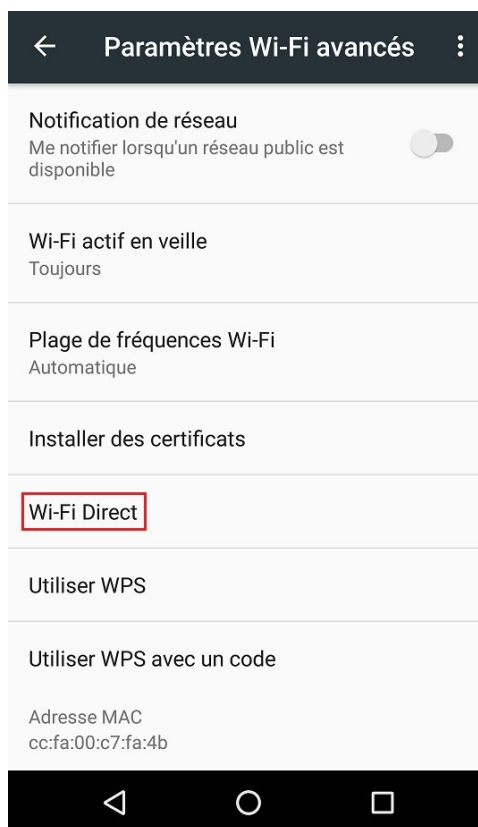 Paramètres Wi-Fi avancés
Notification de réseau
Me notifier lorsqu'un réseau public est
disponible
Wi-Fi actif en veille
Toujours
Plage de fréquences Wi-Fi
Automatique
Installer des certificats
Wi-Fi Direct
Utiliser WPS
Utiliser WPS avec un code
Adresse MAC
cc:fa:00:c7:fa:4b